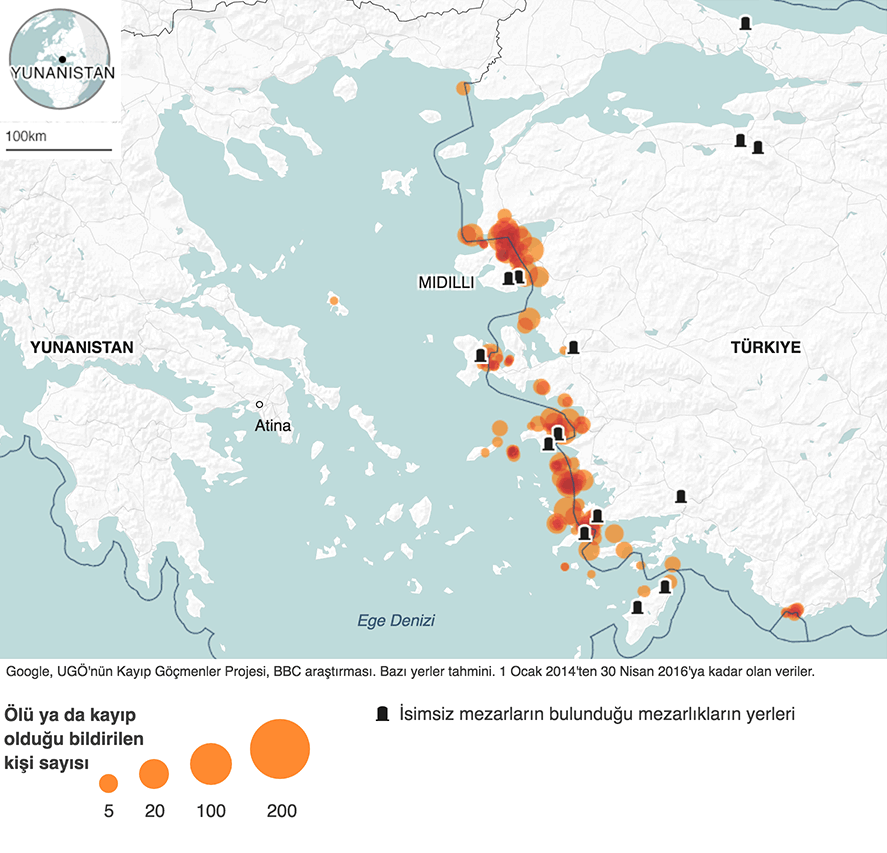 YUNANISTAN
100km
MIDILLI
YUNANISTAN
TÜRKIYE
Atina
Ege Denizi
Google, UGÖ'nün Kayıp Göçmenler Projesi, BBC araştırması. Bazı yerler tahmini. 1 Ocak 2014'ten 30 Nisan 2016'ya kadar olan veriler.
Ölü ya da kayıp
olduğu bildirilen
kişi sayısı
5 20 100 200
İsimsiz mezarların bulunduğu mezarlıkların yerleri